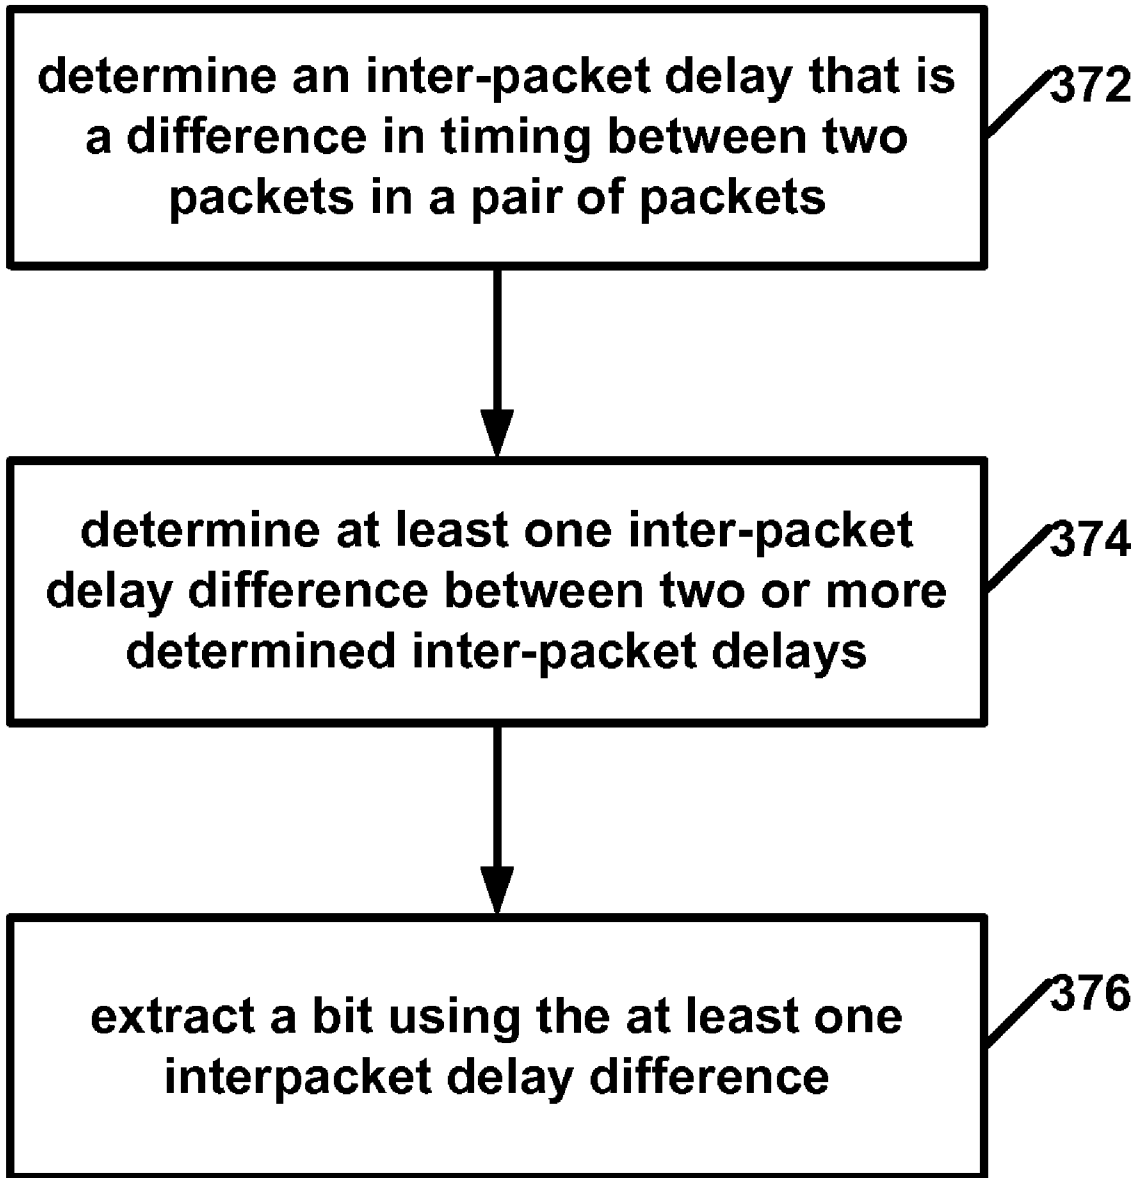 determine an inter-packet delay that is
a difference in timing between two
packets in a pair of packets
372
determine at least one inter-packet
delay difference between two or more
determined inter-packet delays
374
extract a bit using the at least one
interpacket delay difference
376